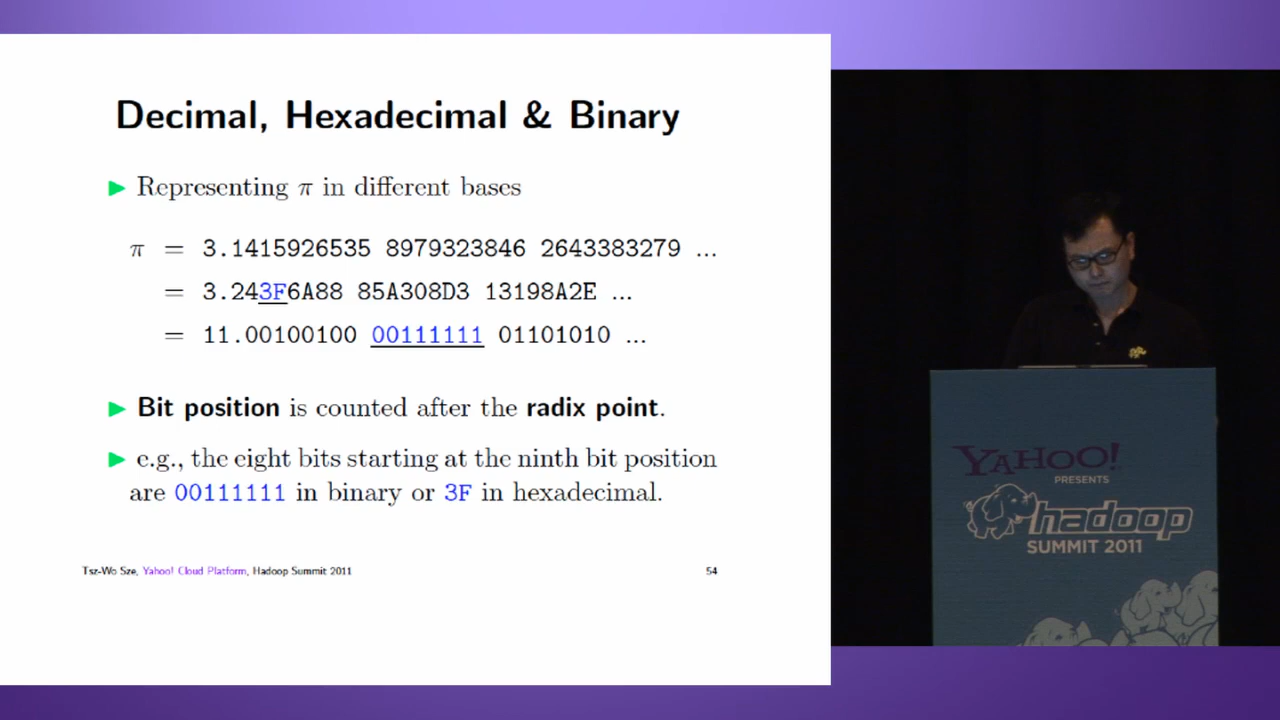 Decimal, Hexadecimal & Binary
▶ Representing π in different bases
π = 3.1415926535 8979323846 2643383279 ...
= 3.243F6A88 85A308D3 13198A2E ...
= 11.00100100 00111111 01101010 ...
▶ Bit position is counted after the radix point.
▶ e.g., the eight bits starting at the ninth bit position
are 00111111 in binary or 3F in hexadecimal.
Tsz-Wo Sze, Yahoo! Cloud Platform, Hadoop Summit 2011 54
YAHOO!
PRESENTS
hadoop
SUMMIT 2011